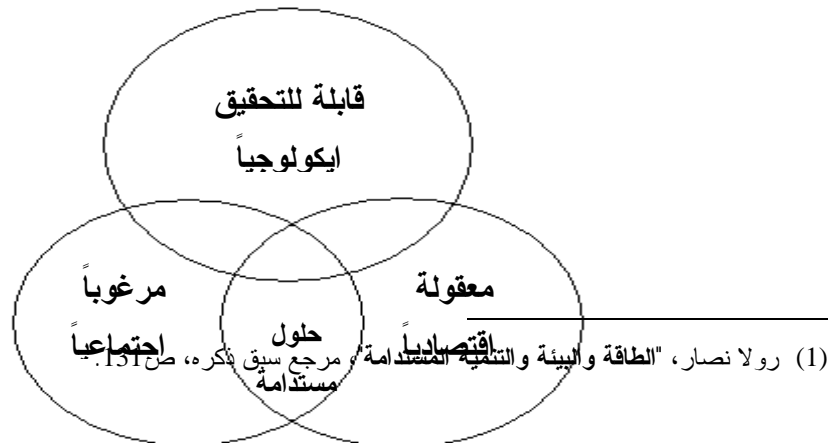 قابلة للتحقيق
ايكولوجياً
مرغوباً
اجتماعياً
معقولة
اقتصادياً
حلول
مستدامة
(1) رولا نصار، "الطاقة والبيئة والتنمية المستدامة"، مرجع سبق ذكره، ص131.